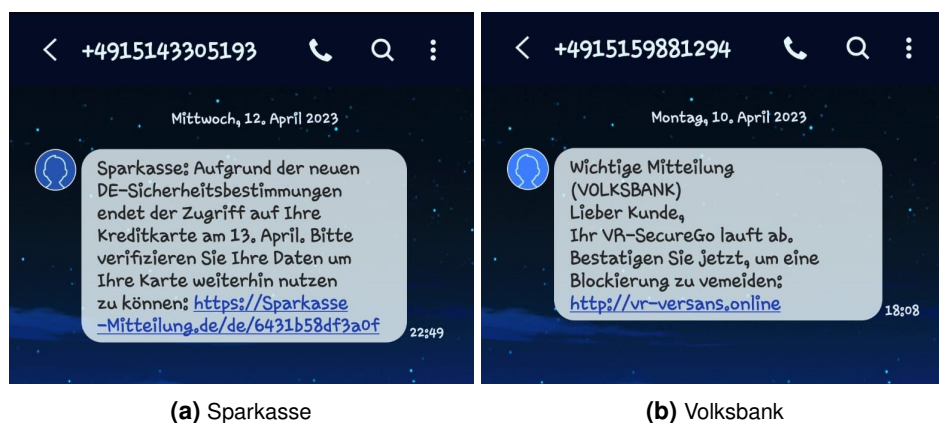 +4915143305193
Mittwoch, 12. April 2023
Sparkasse: Aufgrund der neuen
DE-Sicherheitsbestimmungen
endet der Zugriff auf Ihre
Kreditkarte am 13. April. Bitte
verifizieren Sie Ihre Daten um
Ihre Karte weiterhin nutzen
zu können: https://Sparkasse
-Mitteilung.de/de/6431b58df3a0f
22:49
(a) Sparkasse
+4915159881294
Montag, 10. April 2023
Wichtige Mitteilung
(VOLKSBANK)
Lieber Kunde,
Ihr VR-SecureGo lauft ab.
Bestatigen Sie jetzt, um eine
Blockierung zu vemeiden:
http://vr-versans.online
18:08
(b) Volksbank